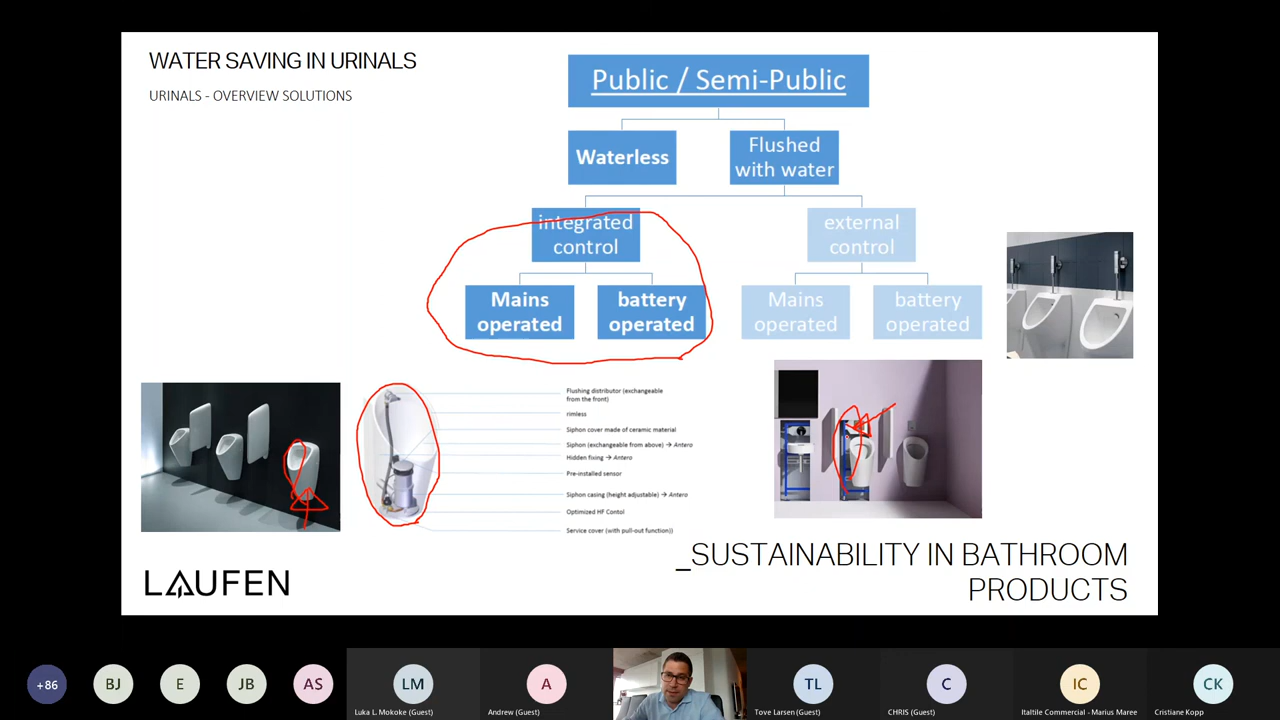 WATER SAVING IN URINALS
URINALS - OVERVIEW SOLUTIONS
Public / Semi-Public
Waterless
Flushed
with water
integrated
control
external
control
Mains
operated
battery
operated
Mains
operated
battery
operated
Flushing distributor (exchangeable
from the front)
rimless
Siphon cover made of ceramic material
Siphon (exchangeable from above) → Antero
Hidden fixing → Antero
Pre-installed sensor
Siphon casing (height adjustable) → Antero
Optimized HF Contol
Service cover (with pull-out function))
_SUSTAINABILITY IN BATHROOM
PRODUCTS
LAUFEN
+86
BJ
E
JB
AS
LM
Luka L. Mokoke (Guest)
A
Andrew (Guest)
TL
Tove Larsen (Guest)
C
CHRIS (Guest)
IC
Italtile Commercial - Marius Maree
CK
Cristiane Kopp